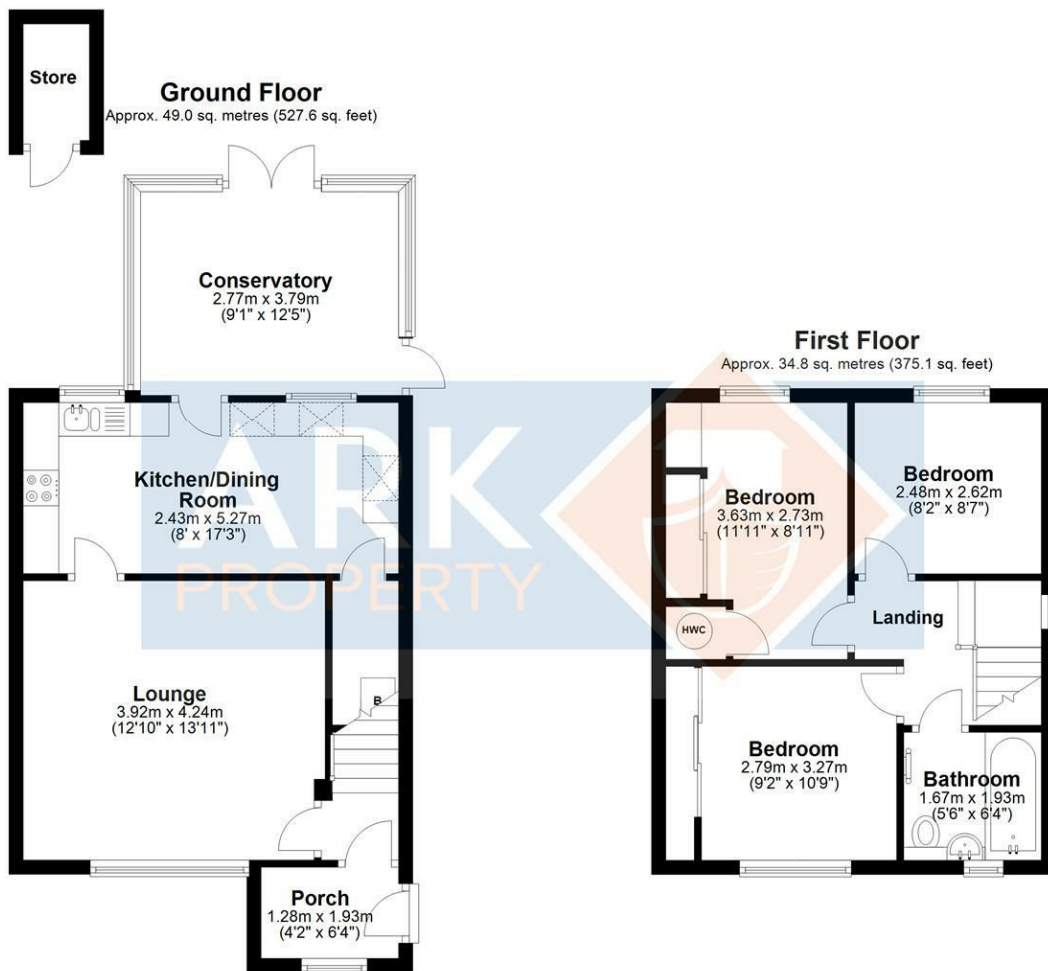 Store
Ground Floor
Approx. 49.0 sq. metres (527.6 sq. feet)
Conservatory
2.77m x 3.79m
(9'1" x 12'5")
Kitchen/Dining
Room
2.43m x 5.27m
(8' x 17'3")
Lounge
3.92m x 4.24m
(12'10" x 13'11")
B
Porch
1.28m x 1.93m
(4'2" x 6'4")
First Floor
Approx. 34.8 sq. metres (375.1 sq. feet)
Bedroom
3.63m x 2.73m
(11'11" x 8'11")
Bedroom
2.48m x 2.62m
(8'2" x 8'7")
HWC
Landing
Bedroom
2.79m x 3.27m
(9'2" x 10'9")
Bathroom
1.67m x 1.93m
(5'6" x 6'4")
ARK
PROPERTY